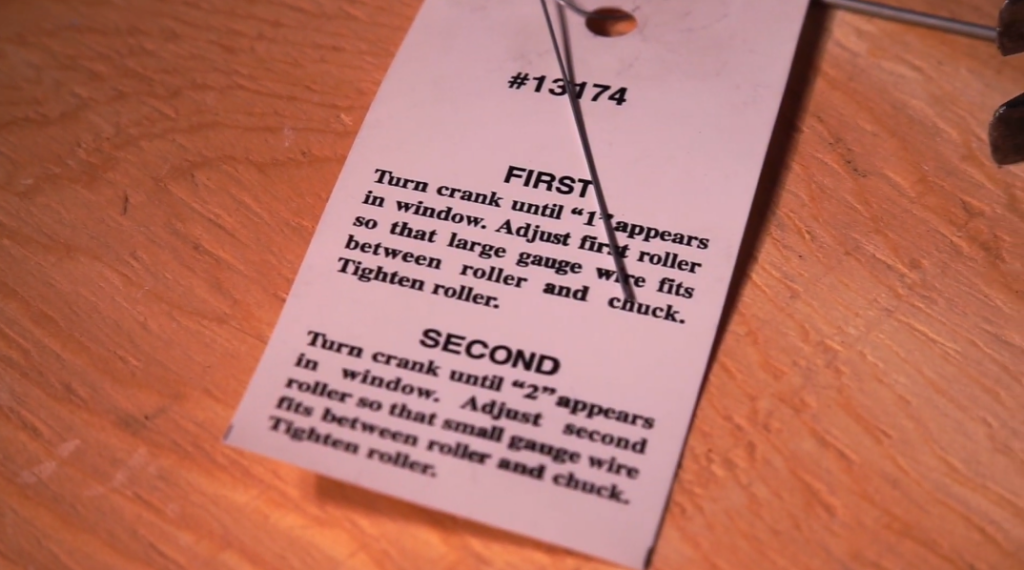 #13174
FIRST
Turn crank until “1” appears
in window. Adjust first roller
so that large gauge wire fits
between roller and chuck.
Tighten roller.
SECOND
Turn crank until “2” appears
in window. Adjust second
roller so that small gauge wire
fits between roller and chuck.
Tighten roller.